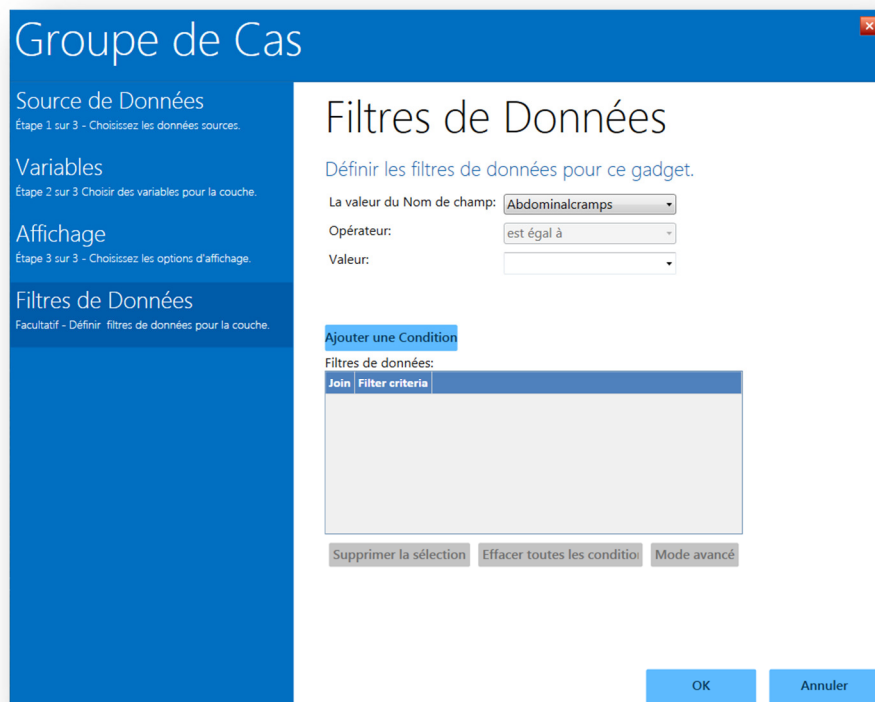 Groupe de Cas
Source de Données
Étape 1 sur 3 - Choisissez les données sources.
Variables
Étape 2 sur 3 Choisir des variables pour la couche.
Affichage
Étape 3 sur 3 - Choisissez les options d'affichage.
Filtres de Données
Facultatif - Définir filtres de données pour la couche.
Filtres de Données
Définir les filtres de données pour ce gadget.
La valeur du Nom de champ: Abdominalcramps
Opérateur: est égal à
Valeur:
Ajouter une Condition
Filtres de données:
Join Filter criteria
Supprimer la sélection Effacer toutes les conditio Mode avancé
OK Annuler